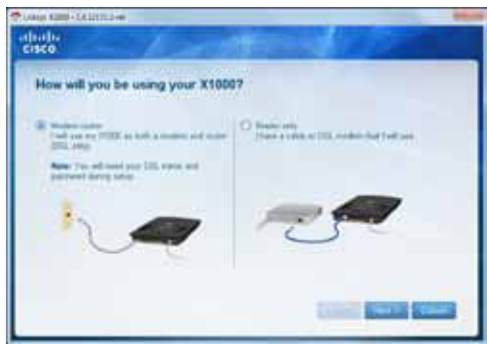 CISCO
How will you be using your X1000?
Modem router
I will use my X1000 as both a modem and router
(DSL only).
Note: You will need your DSL name and
password during setup.
Router only
I have a cable or DSL modem that I will use.
Next >
Cancel